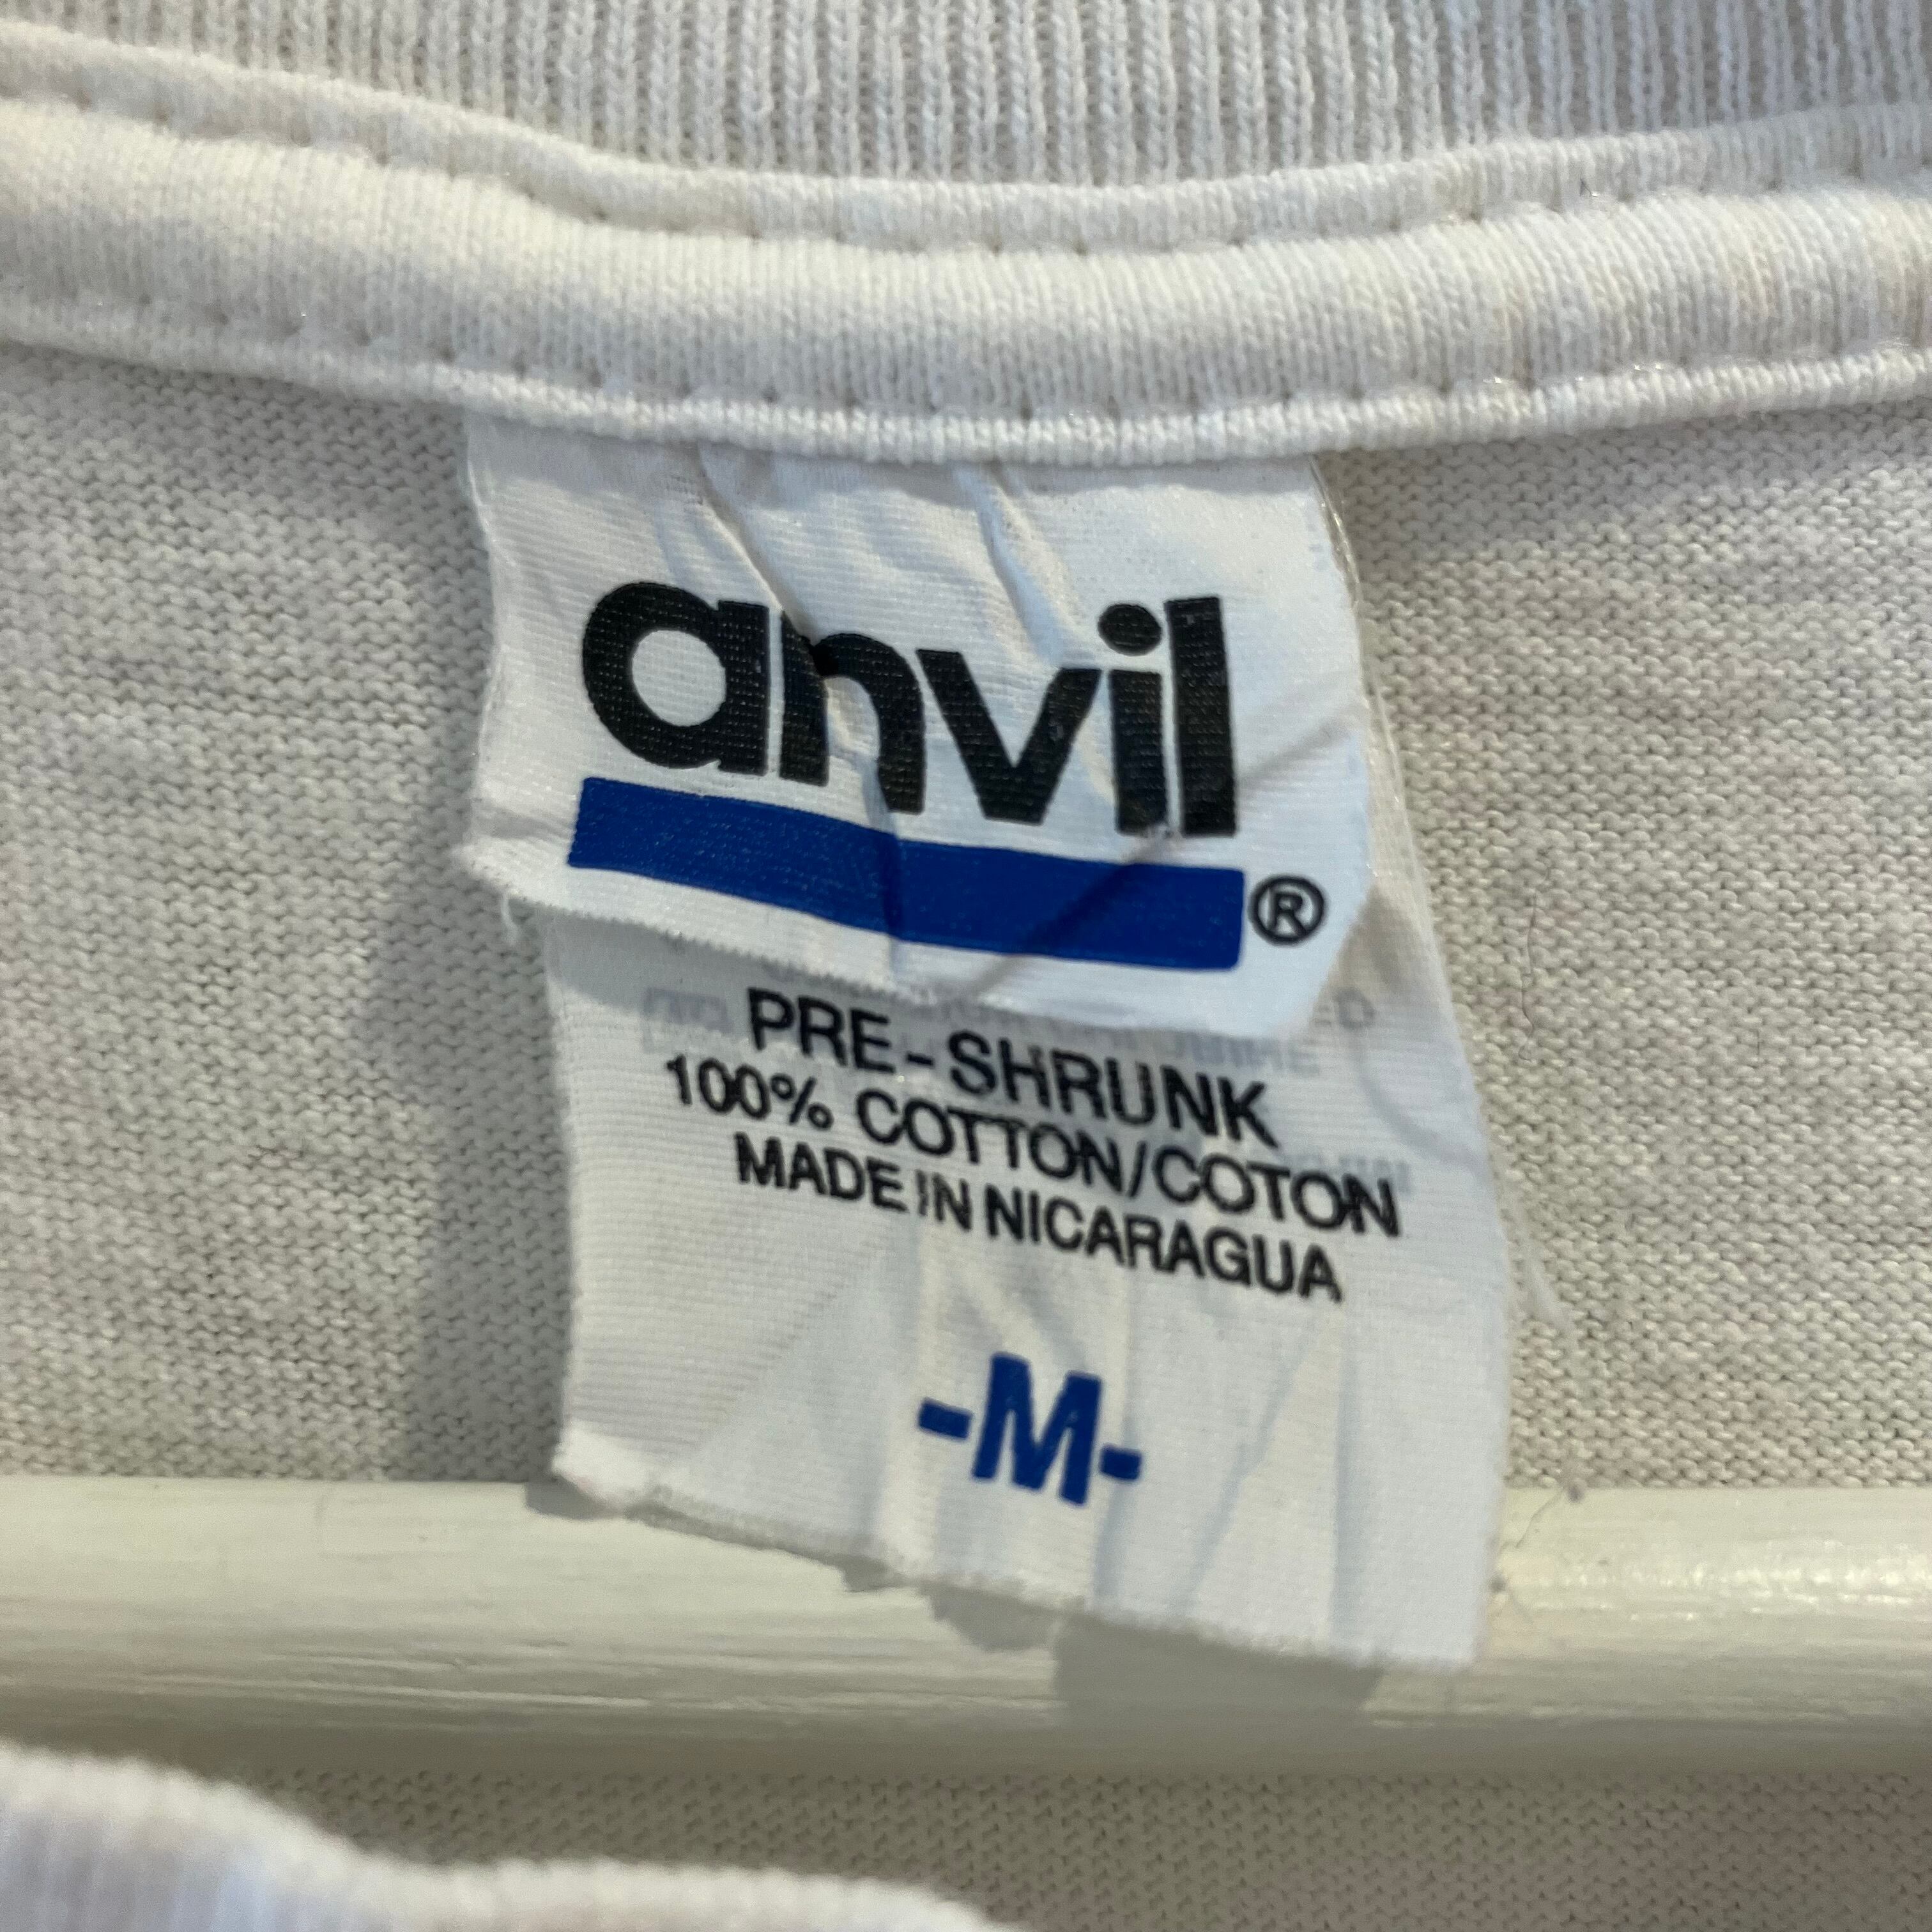 anvil®
PRE-SHRUNK
100% COTTON/COTON
MADE IN NICARAGUA
-M-